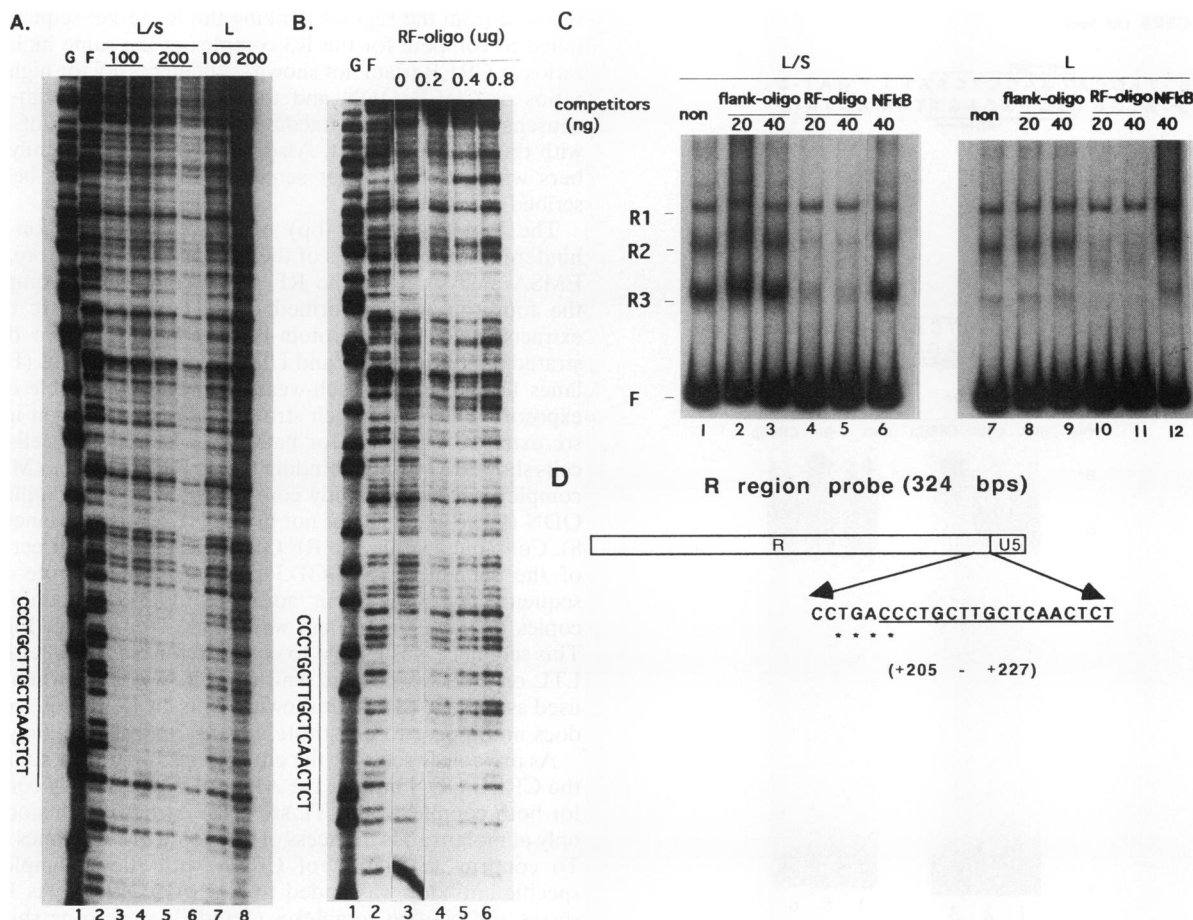 A.
L/S
L
G F 100 200 100 200
CCCTGCTTGCTCAACTCT
1 2 3 4 5 6 7 8
B.
RF-oligo (ug)
G F 0 0.2 0.4 0.8
CCCTGCTTGCTCAACTCT
1 2 3 4 5 6
C
L/S
L
competitors
(ng)
non flank-oligo RF-oligo NFkB
20 40 20 40 40
non flank-oligo RF-oligo NFkB
20 40 20 40 40
R1
R2
R3
F
1 2 3 4 5 6
7 8 9 10 11 12
D
R region probe (324 bps)
R U5
CCTGACCCTGCTTGCTCAACTCT
* * * *
(+205 - +227)